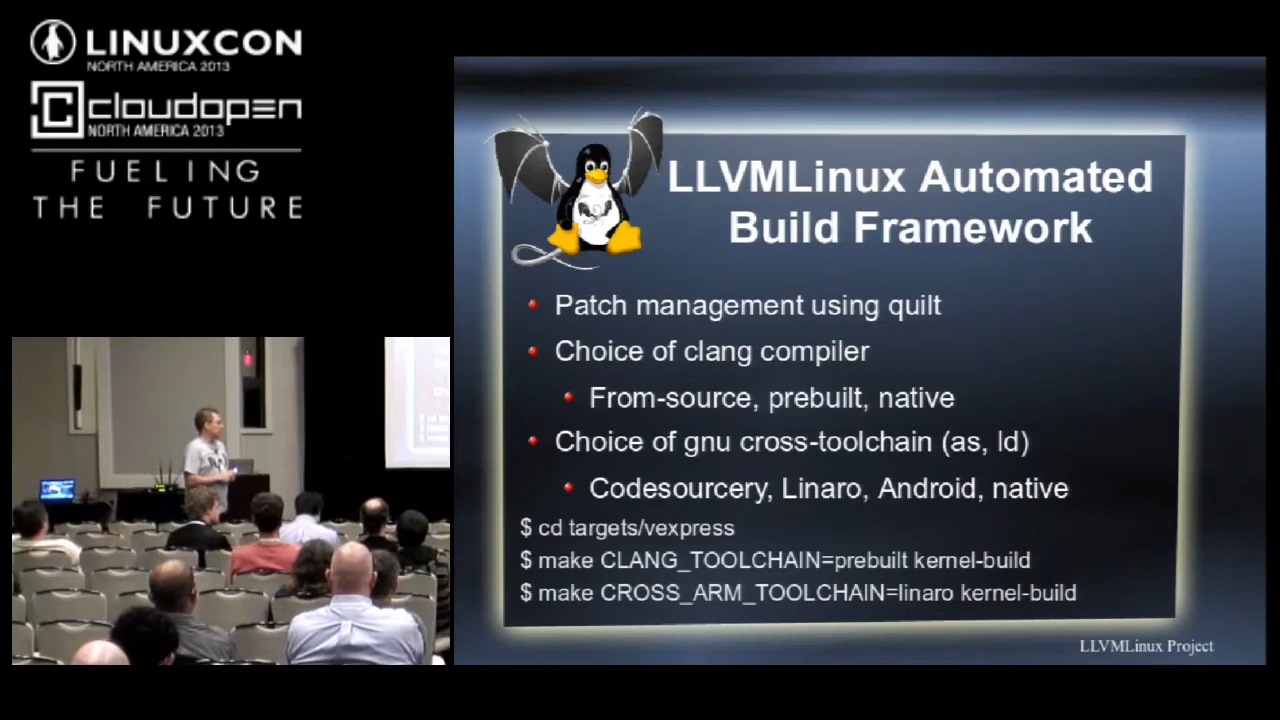 LINUXCON
NORTH AMERICA 2013
cloudopen
NORTH AMERICA 2013
FUELING
THE FUTURE
LLVMLinux Automated
Build Framework
Patch management using quilt
Choice of clang compiler
From-source, prebuilt, native
Choice of gnu cross-toolchain (as, ld)
Codesourcery, Linaro, Android, native
$ cd targets/vexpress
$ make CLANG_TOOLCHAIN=prebuilt kernel-build
$ make CROSS_ARM_TOOLCHAIN=linaro kernel-build
LLVMLinux Project